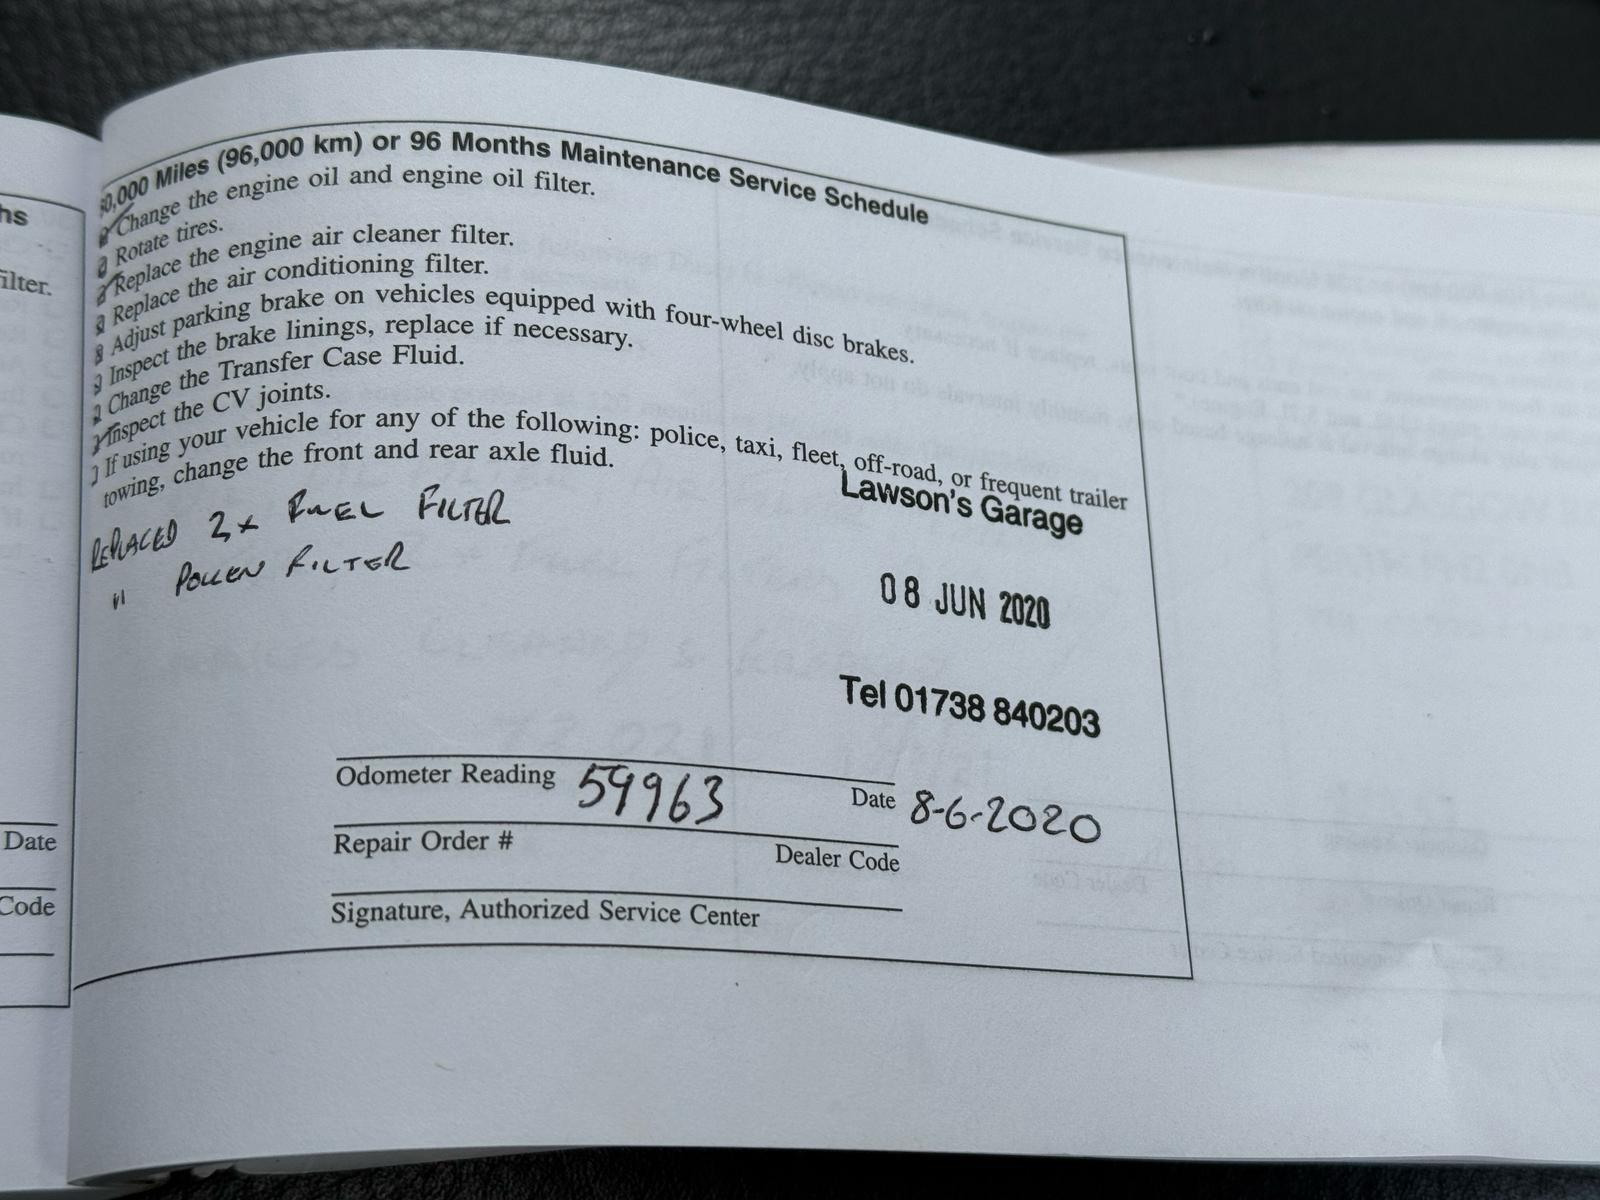 0,000 Miles (96,000 km) or 96 Months Maintenance Service Schedule
Change the engine oil and engine oil filter.
Rotate tires.
Replace the engine air cleaner filter.
Replace the air conditioning filter.
Adjust parking brake on vehicles equipped with four-wheel disc brakes.
Inspect the brake linings, replace if necessary.
Change the Transfer Case Fluid.
Inspect the CV joints.
If using your vehicle for any of the following: police, taxi, fleet, off-road, or frequent trailer
towing, change the front and rear axle fluid.
REPLACED 2x FUEL FILTER
" POLLEN FILTER
Lawson's Garage
08 JUN 2020
Tel 01738 840203
Odometer Reading 59963 Date 8-6-2020
Repair Order # Dealer Code
Signature, Authorized Service Center
hs
ilter.
Date
Code